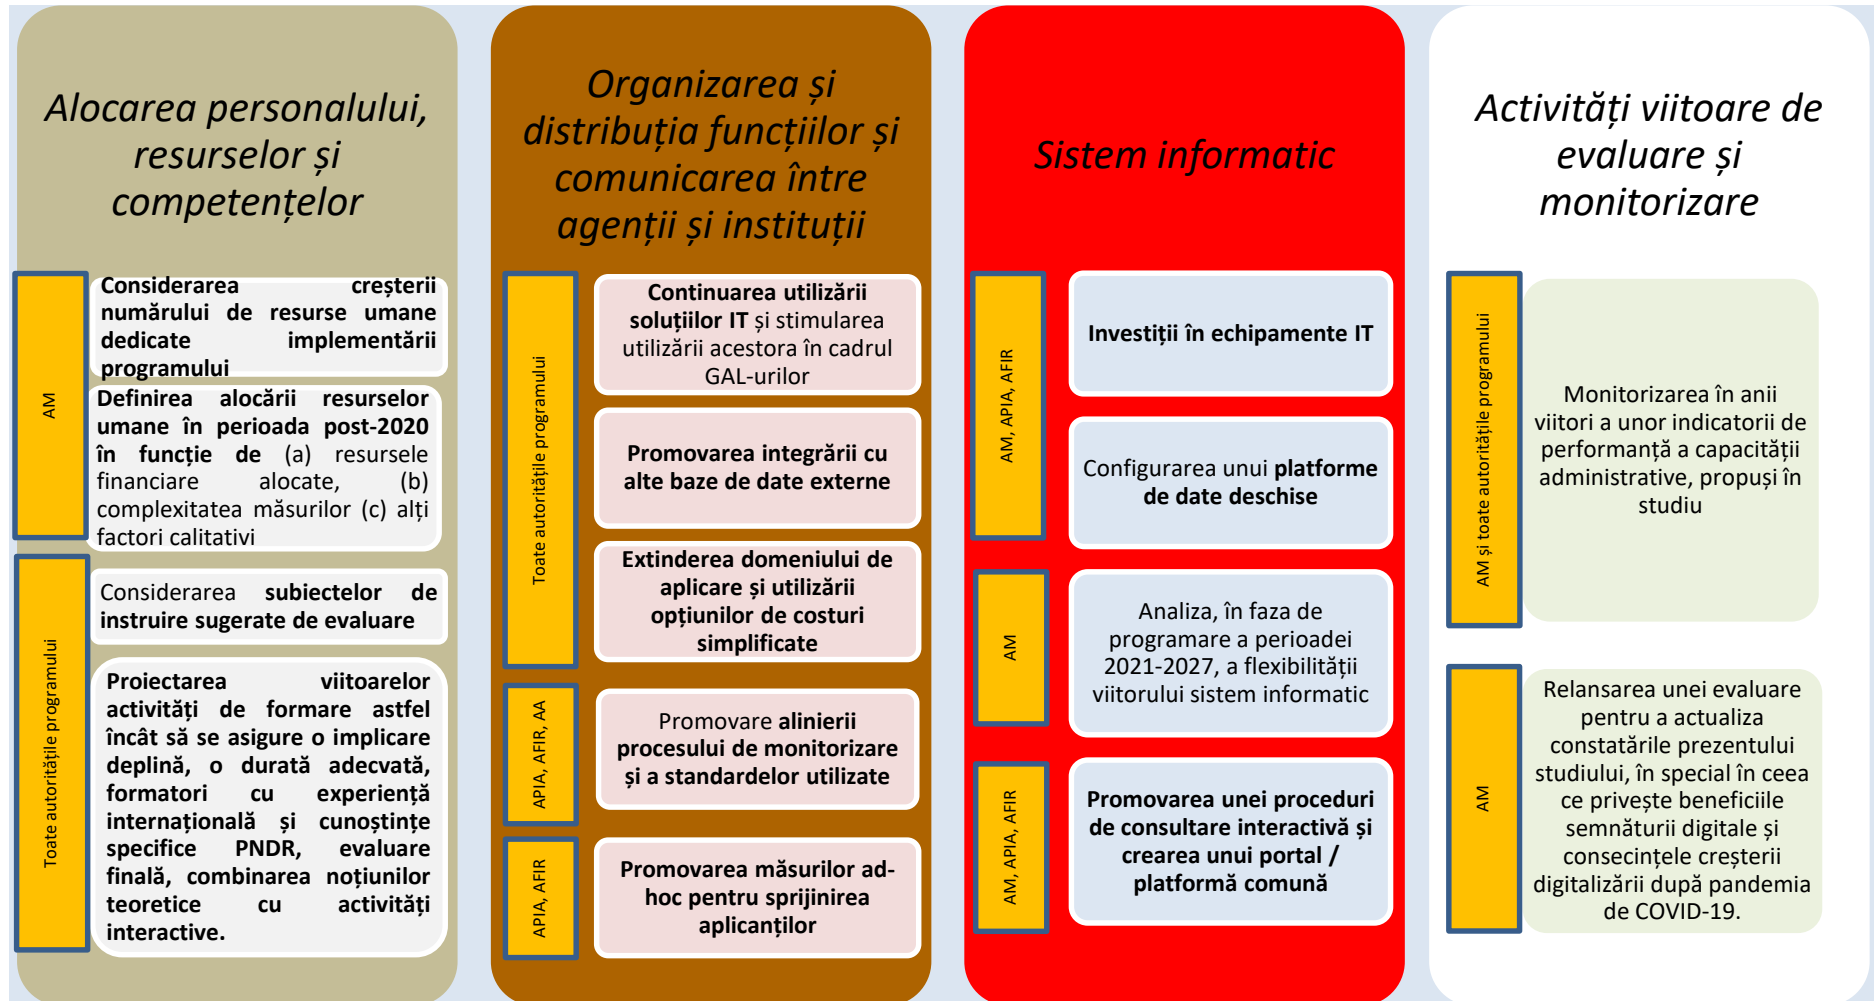 Alocarea personalului,
resurselor și
competențelor
AM
Considerarea creșterii
numărului de resurse umane
dedicate implementării
programului
Definirea alocării resurselor
umane în perioada post-2020
în funcție de (a) resursele
financiare alocate, (b)
complexitatea măsurilor (c) alți
factori calitativi
Toate autoritățile programului
Considerarea subiectelor de
instruire sugerate de evaluare
Proiectarea viitoarelor
activități de formare astfel
încât să se asigure o implicare
deplină, o durată adecvată,
formatori cu experiență
internațională și cunoștințe
specifice PNDR, evaluare
finală, combinarea noțiunilor
teoretice cu activități
interactive.
Organizarea și
distribuția funcțiilor și
comunicarea între
agenții și instituții
Toate autoritățile programului
Continuarea utilizării
soluțiilor IT și stimularea
utilizării acestora în cadrul
GAL-urilor
Promovarea integrării cu
alte baze de date externe
Extinderea domeniului de
aplicare și utilizării
opțiunilor de costuri
simplificate
APIA, AFIR, AA
Promovare alinierii
procesului de monitorizare
și a standardelor utilizate
APIA, AFIR
Promovarea măsurilor ad-
hoc pentru sprijinirea
aplicanților
Sistem informatic
AM, APIA, AFIR
Investiții în echipamente IT
Configurarea unui platforme
de date deschise
AM
Analiza, în faza de
programare a perioadei
2021-2027, a flexibilității
viitorului sistem informatic
AM, APIA, AFIR
Promovarea unei proceduri
de consultare interactivă și
crearea unui portal /
platformă comună
Activități viitoare de
evaluare și
monitorizare
AM și toate autoritățile programului
Monitorizarea în anii
viitori a unor indicatorii de
performanță a capacității
administrative, propuși în
studiu
AM
Relansarea unei evaluare
pentru a actualiza
constatările prezentului
studiului, în special în ceea
ce privește beneficiile
semnăturii digitale și
consecințele creșterii
digitalizării după pandemia
de COVID-19.